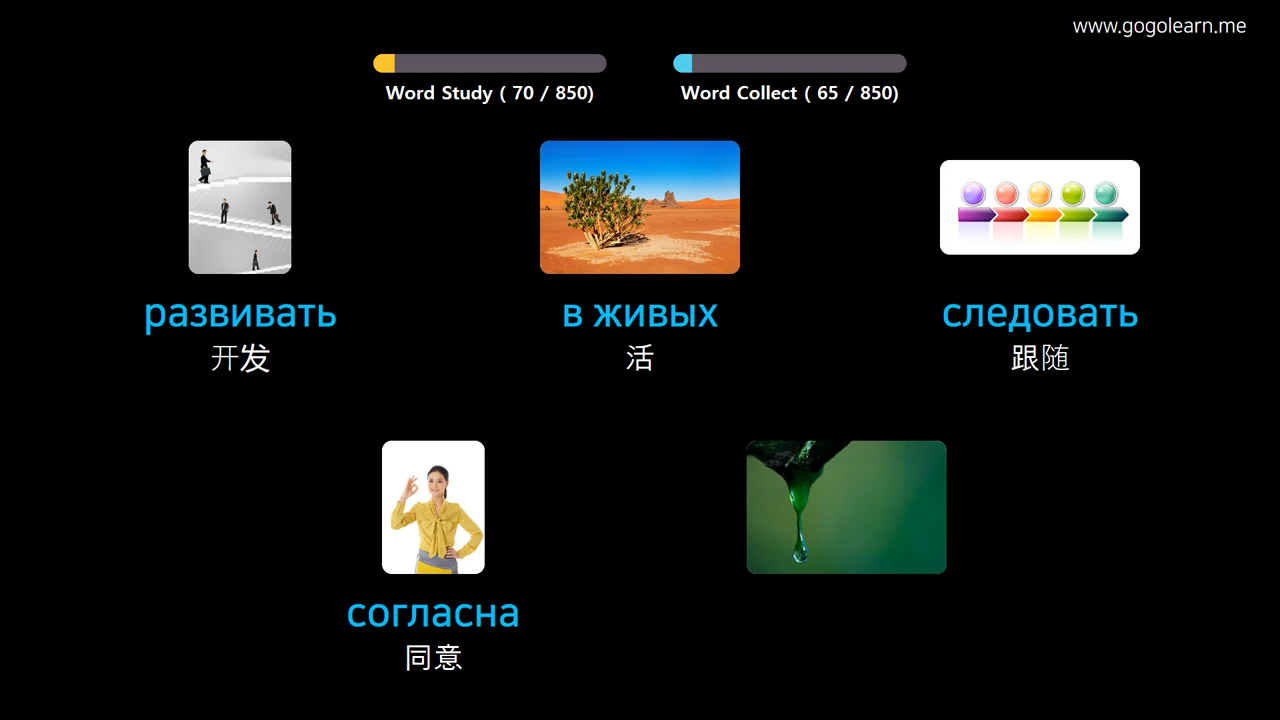 www.gogolearn.me
Word Study ( 70 / 850)
Word Collect ( 65 / 850)
развивать
开发
в живых
活
следовать
跟随
согласна
同意